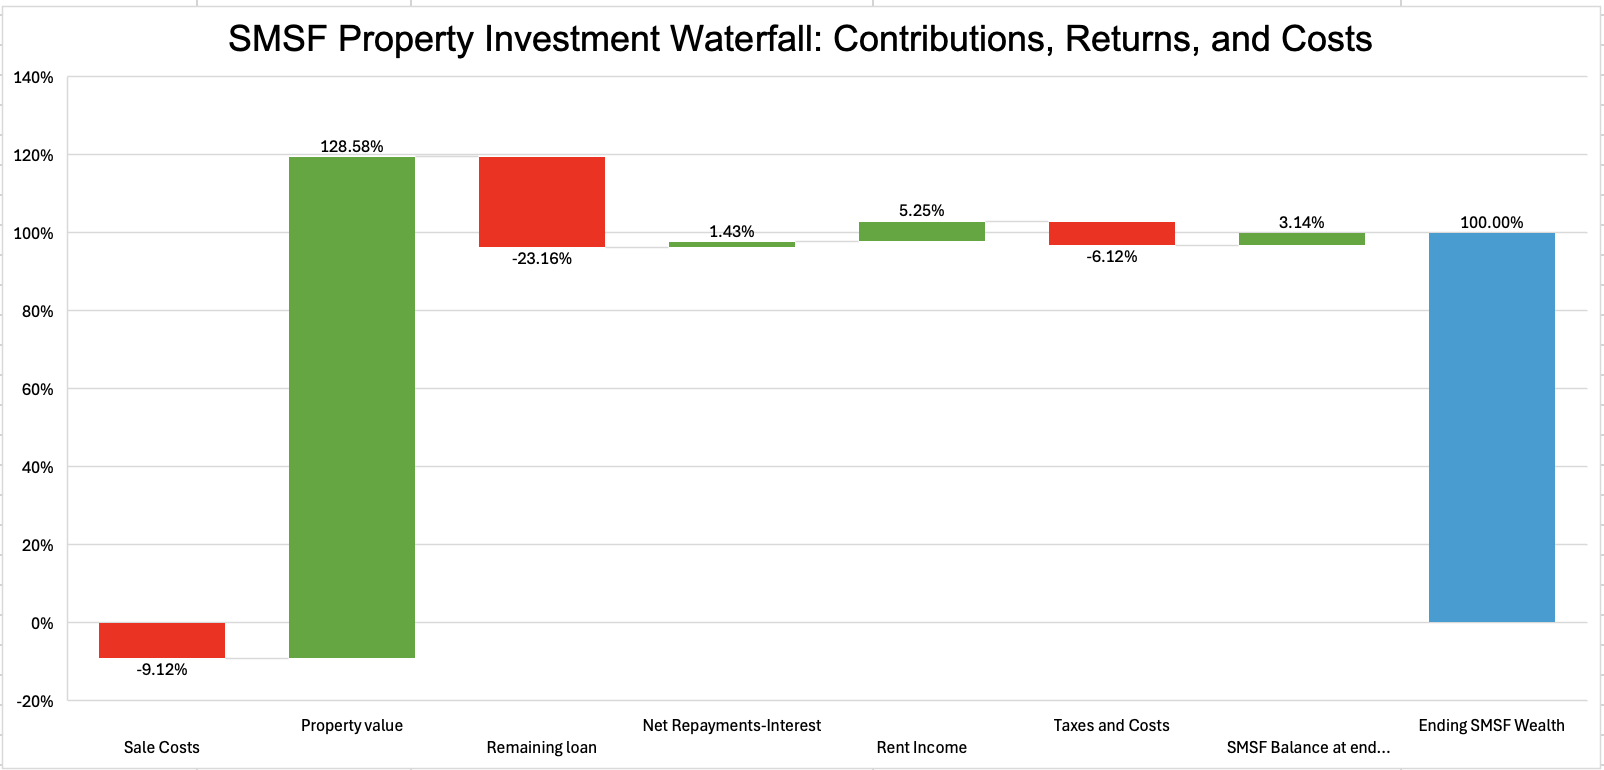 SMSF Property Investment Waterfall: Contributions, Returns, and Costs
140%
120%
100%
80%
60%
40%
20%
0%
-20%
-9.12%
128.58%
-23.16%
1.43%
5.25%
-6.12%
3.14%
100.00%
Sale Costs
Property value
Remaining loan
Net Repayments-Interest
Rent Income
Taxes and Costs
SMSF Balance at end...
Ending SMSF Wealth